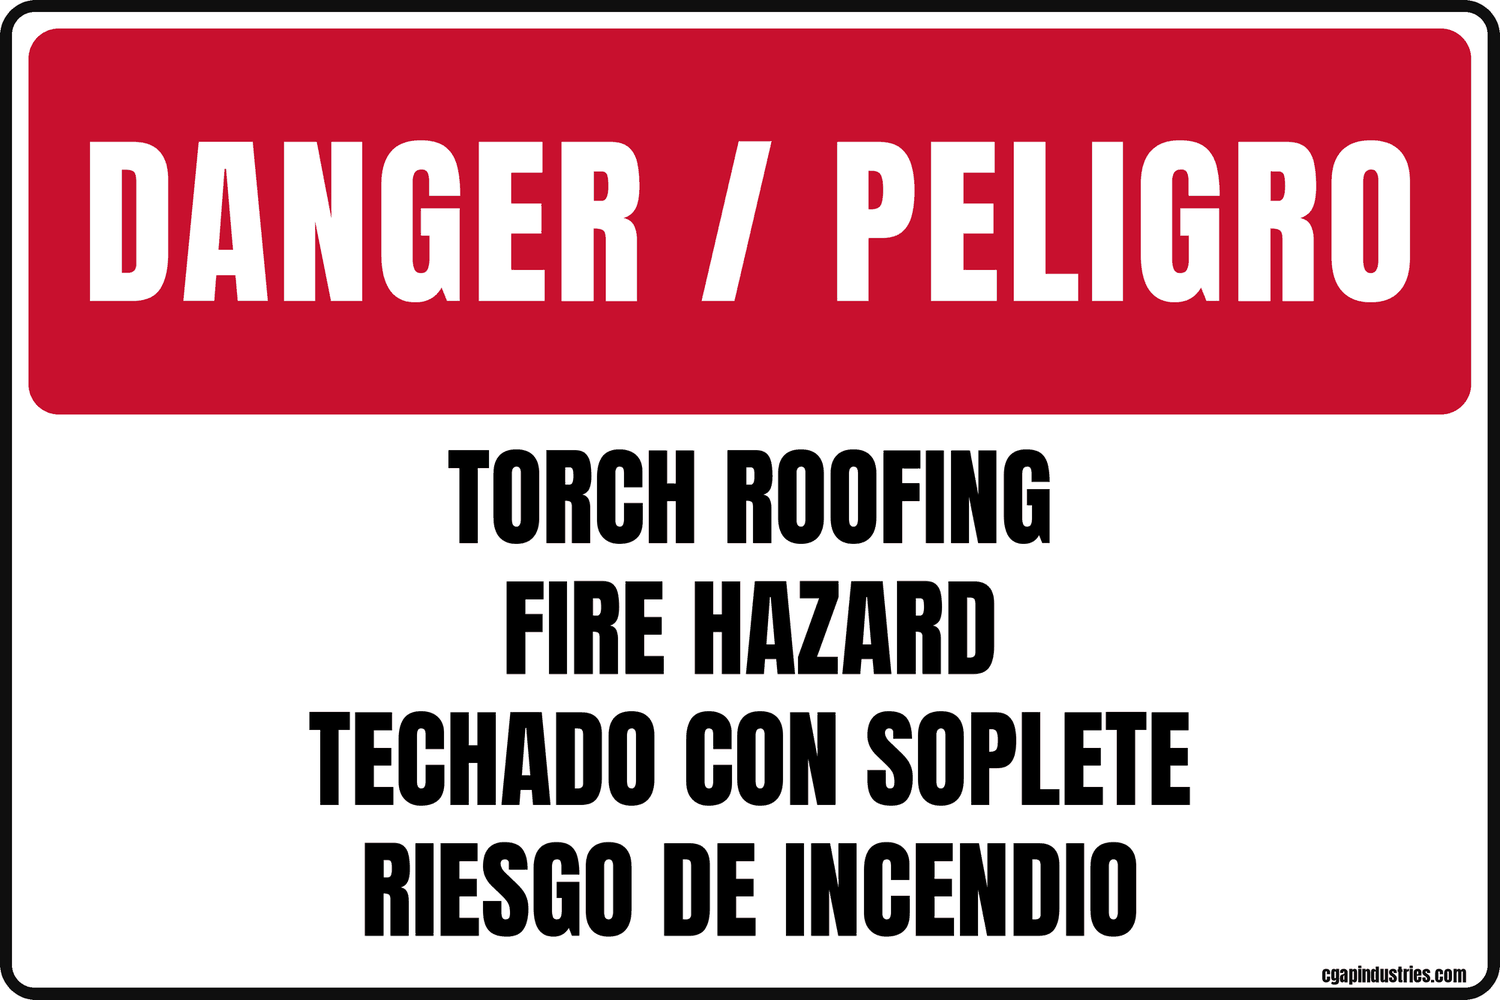 DANGER / PELIGRO
TORCH ROOFING
FIRE HAZARD
TECHADO CON SOPLETE
RIESGO DE INCENDIO
cgapindustries.com